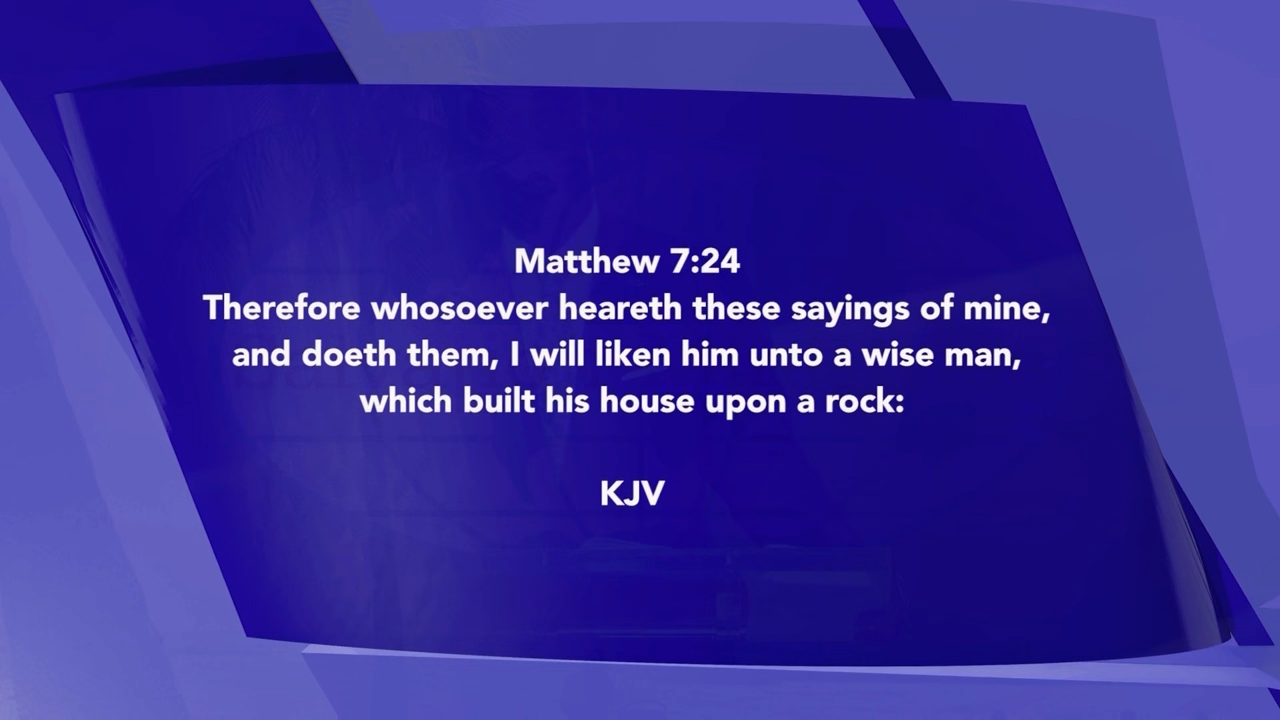 Matthew 7:24
Therefore whosoever heareth these sayings of mine,
and doeth them, I will liken him unto a wise man,
which built his house upon a rock:
KJV